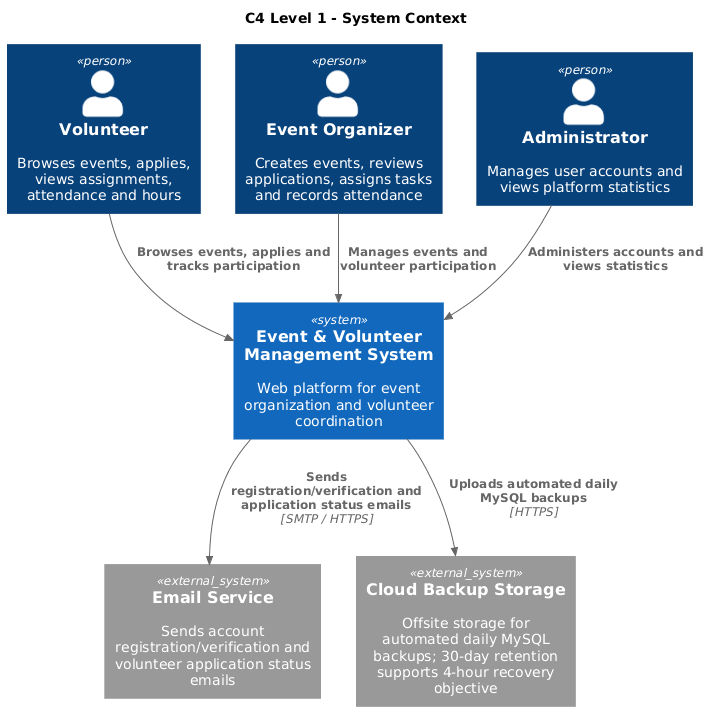 C4 Level 1 - System Context
«person»
Volunteer
Browses events, applies,
views assignments,
attendance and hours
«person»
Event Organizer
Creates events, reviews
applications, assigns tasks
and records attendance
«person»
Administrator
Manages user accounts and
views platform statistics
Browses events, applies and
tracks participation
Manages events and
volunteer participation
Administers accounts and
views statistics
«system»
Event & Volunteer
Management System
Web platform for event
organization and volunteer
coordination
Sends
registration/verification and
application status emails
[SMTP / HTTPS]
Uploads automated daily
MySQL backups
[HTTPS]
«external_system»
Email Service
Sends account
registration/verification and
volunteer application status
emails
«external_system»
Cloud Backup Storage
Offsite storage for
automated daily MySQL
backups; 30-day retention
supports 4-hour recovery
objective